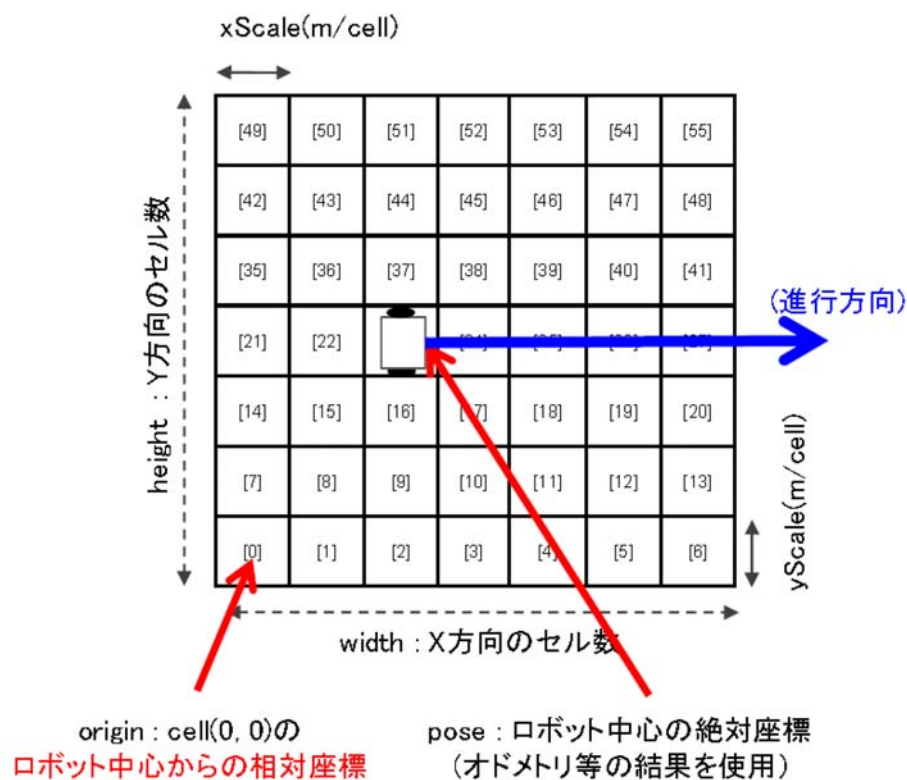 xScale(m/cell)
[49] [50] [51] [52] [53] [54] [55]
[42] [43] [44] [45] [46] [47] [48]
[35] [36] [37] [38] [39] [40] [41]
(進行方向)
[21] [22]
[14] [15] [16] [18] [19] [20]
[7] [8] [9] [10] [11] [12] [13]
[0] [1] [2] [3] [4] [5] [6]
height : Y方向のセル数
yScale(m/cell)
width : X方向のセル数
origin : cell(0, 0)の
ロボット中心からの相対座標
pose : ロボット中心の絶対座標
(オドメトリ等の結果を使用)